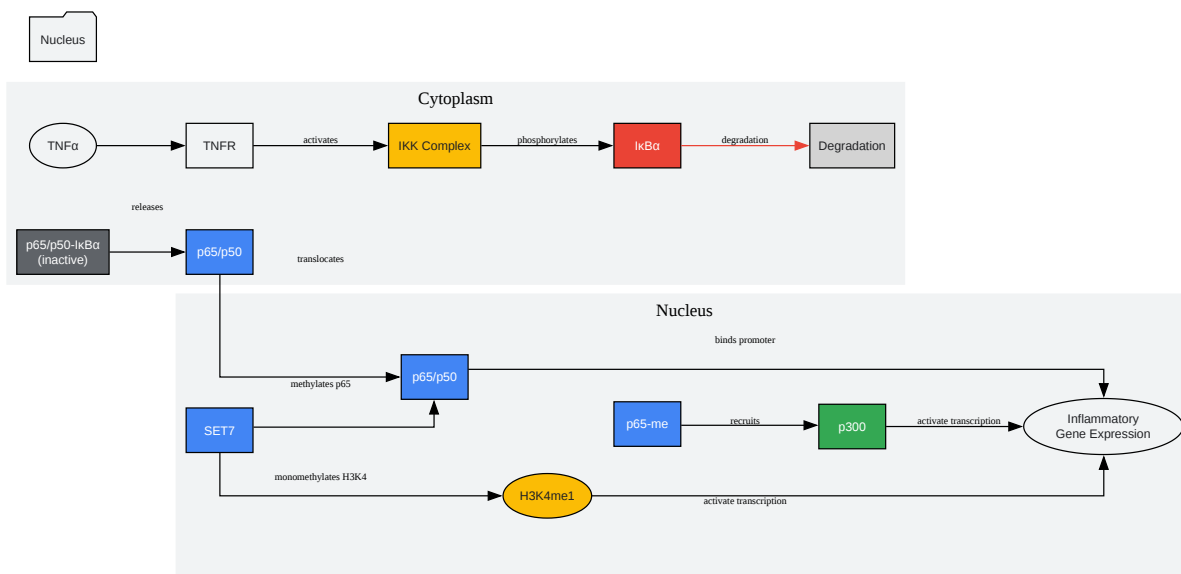 Nucleus
Cytoplasm
TNFα
TNFR
activates
IKK Complex
phosphorylates
IκBα
degradation
Degradation
releases
p65/p50-IκBα
(inactive)
p65/p50
translocates
Nucleus
binds promoter
p65/p50
methylates p65
SET7
p65-me
recruits
p300
activate transcription
Inflammatory
Gene Expression
monomethylates H3K4
H3K4me1
activate transcription